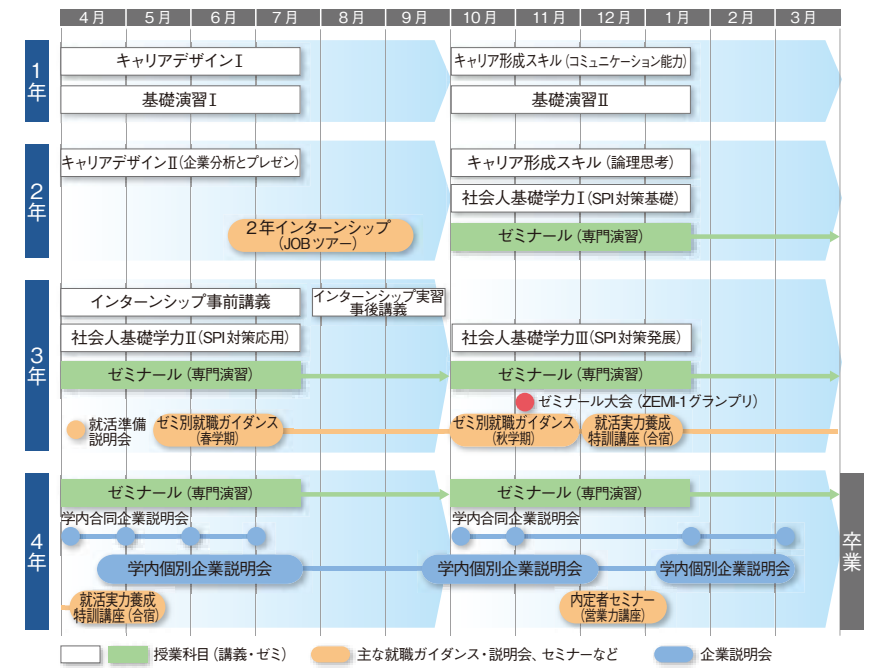 4月 5月 6月 7月 8月 9月 10月 11月 12月 1月 2月 3月
1年
キャリアデザインⅠ
キャリア形成スキル(コミュニケーション能力)
基礎演習Ⅰ
基礎演習Ⅱ
2年
キャリアデザインⅡ(企業分析とプレゼン)
キャリア形成スキル(論理思考)
社会人基礎学力Ⅰ(SPI対策基礎)
2年インターンシップ
(JOBツアー)
ゼミナール(専門演習)
3年
インターンシップ事前講義
インターンシップ実習
事後講義
社会人基礎学力Ⅱ(SPI対策応用)
社会人基礎学力Ⅲ(SPI対策発展)
ゼミナール(専門演習)
ゼミナール(専門演習)
ゼミナール大会(ZEMI-1グランプリ)
就活準備
説明会
ゼミ別就職ガイダンス
(春学期)
ゼミ別就職ガイダンス
(秋学期)
就活実力養成
特訓講座(合宿)
4年
ゼミナール(専門演習)
ゼミナール(専門演習)
学内合同企業説明会
学内合同企業説明会
学内個別企業説明会
学内個別企業説明会
学内個別企業説明会
就活実力養成
特訓講座(合宿)
内定者セミナー
(営業力講座)
卒業
授業科目(講義・ゼミ)
主な就職ガイダンス・説明会、セミナーなど
企業説明会